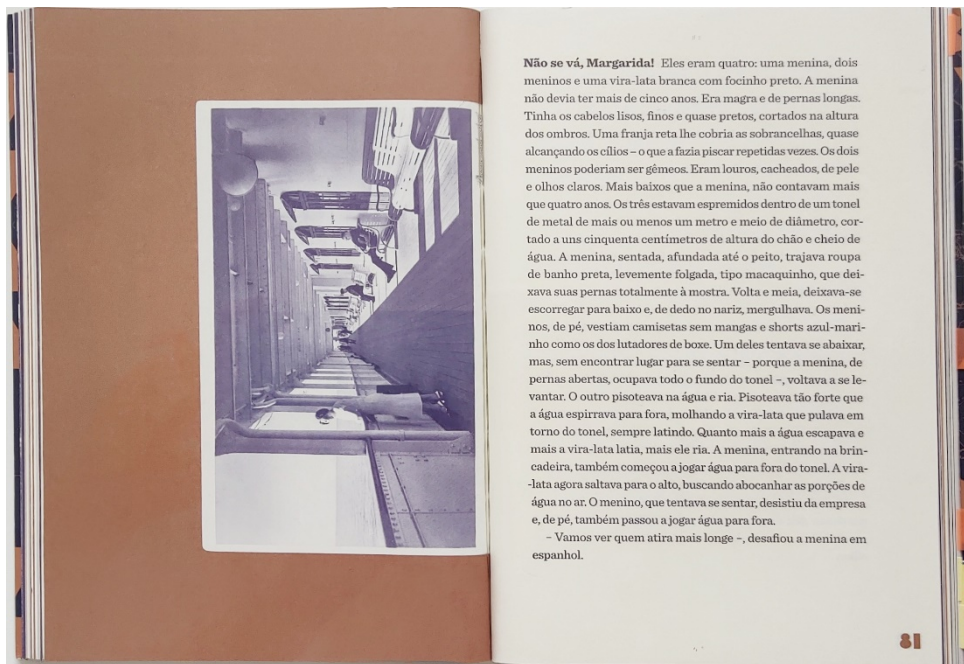 Não se vá, Margarida! Eles eram quatro: uma menina, dois
meninos e uma vira-lata branca com focinho preto. A menina
não devia ter mais de cinco anos. Era magra e de pernas longas.
Tinha os cabelos lisos, finos e quase pretos, cortados na altura
dos ombros. Uma franja reta lhe cobria as sobrancelhas, quase
alcançando os cílios – o que a fazia piscar repetidas vezes. Os dois
meninos poderiam ser gêmeos. Eram louros, cacheados, de pele
e olhos claros. Mais baixos que a menina, não contavam mais
que quatro anos. Os três estavam espremidos dentro de um tonel
de metal de mais ou menos um metro e meio de diâmetro, cor-
tado a uns cinquenta centímetros de altura do chão e cheio de
água. A menina, sentada, afundada até o peito, trajava roupa
de banho preta, levemente folgada, tipo macaquinho, que dei-
xava suas pernas totalmente à mostra. Volta e meia, deixava-se
escorregar para baixo e, de dedo no nariz, mergulhava. Os meni-
nos, de pé, vestiam camisetas sem mangas e shorts azul-mari-
nho como os dos lutadores de boxe. Um deles tentava se abaixar,
mas, sem encontrar lugar para se sentar – porque a menina, de
pernas abertas, ocupava todo o fundo do tonel –, voltava a se le-
vantar. O outro pisoteava na água e ria. Pisoteava tão forte que
a água espirrava para fora, molhando a vira-lata que pulava em
torno do tonel, sempre latindo. Quanto mais a água escapava e
mais a vira-lata latia, mais ele ria. A menina, entrando na brin-
cadeira, também começou a jogar água para fora do tonel. A vira-
-lata agora saltava para o alto, buscando abocanhar as porções de
água no ar. O menino, que tentava se sentar, desistiu da empresa
e, de pé, também passou a jogar água para fora.
– Vamos ver quem atira mais longe –, desafiou a menina em
espanhol.
81